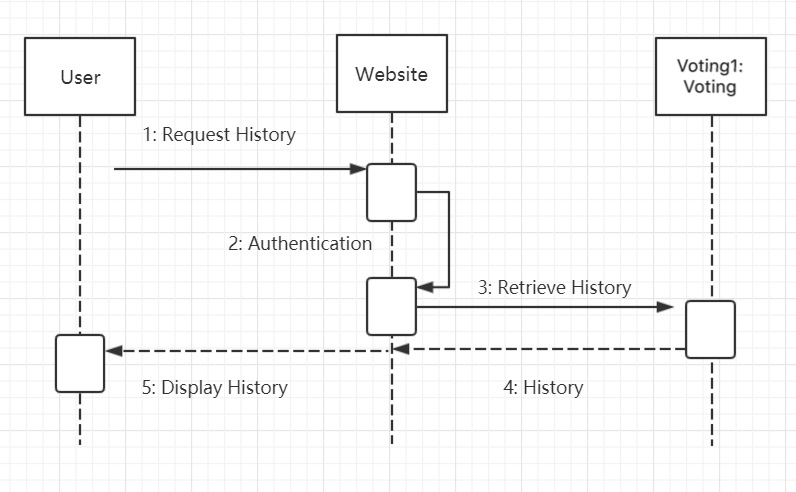 User
Website
Voting1:
Voting
1: Request History
2: Authentication
3: Retrieve History
5: Display History
4: History